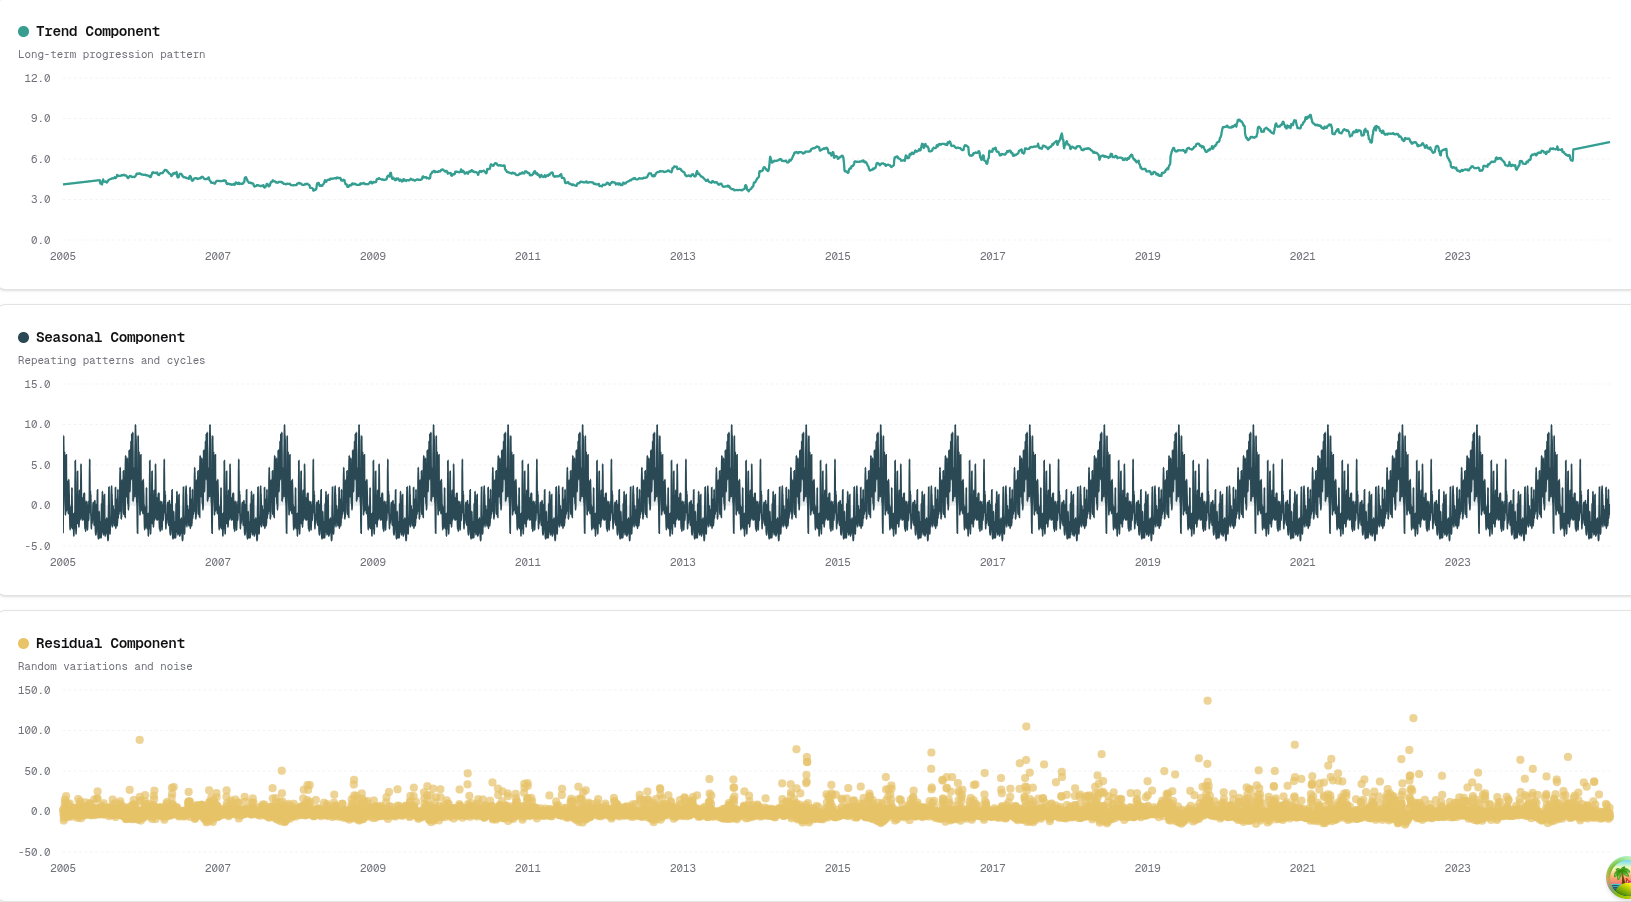 Trend Component
Long-term progression pattern
12.0
9.0
6.0
3.0
0.0
2005 2007 2009 2011 2013 2015 2017 2019 2021 2023
Seasonal Component
Repeating patterns and cycles
15.0
10.0
5.0
0.0
-5.0
2005 2007 2009 2011 2013 2015 2017 2019 2021 2023
Residual Component
Random variations and noise
150.0
100.0
50.0
0.0
-50.0
2005 2007 2009 2011 2013 2015 2017 2019 2021 2023